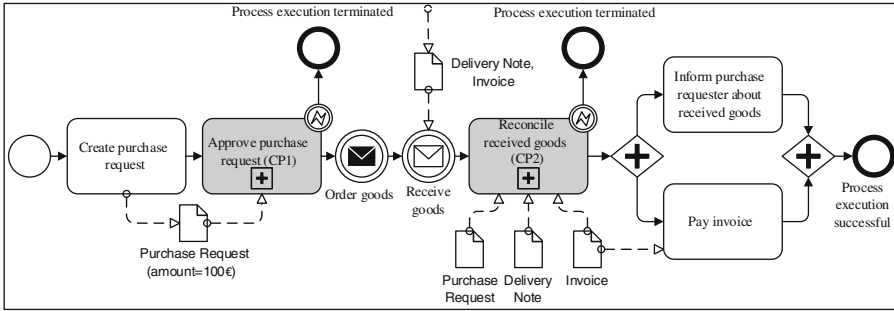 Process execution terminated
Process execution terminated
Delivery Note,
Invoice
Inform purchase
requester about
received goods
Create purchase
request
Approve purchase
request (CP1)
Reconcile
received goods
(CP2)
Order goods
Receive
goods
Process
execution
successful
Pay invoice
Purchase Request
(amount=100€)
Purchase
Request
Delivery
Note
Invoice